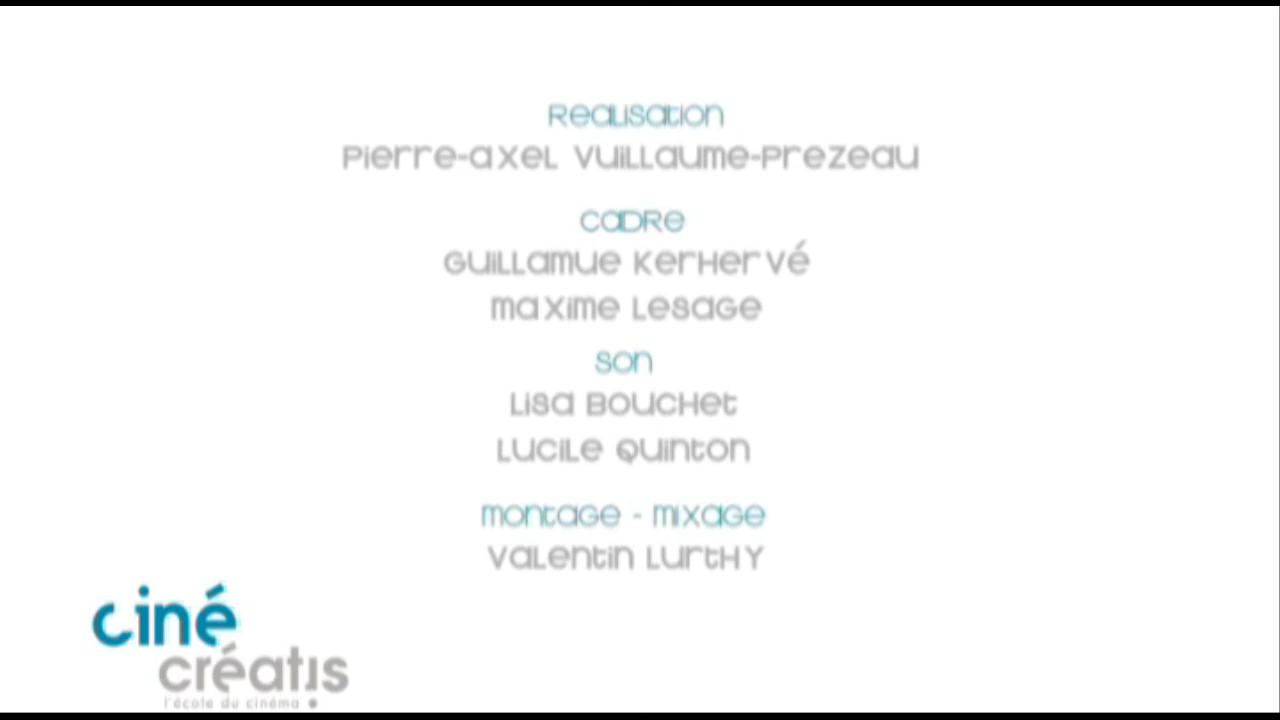 Realisation
Pierre-Axel Vuillaume-Prezeau
Cadre
Guillamue Kerhervé
Maxime Lesage
Son
Lisa Bouchet
Lucile Quinton
Montage - Mixage
Valentin Lurthy
ciné
créatis
l'école du cinéma